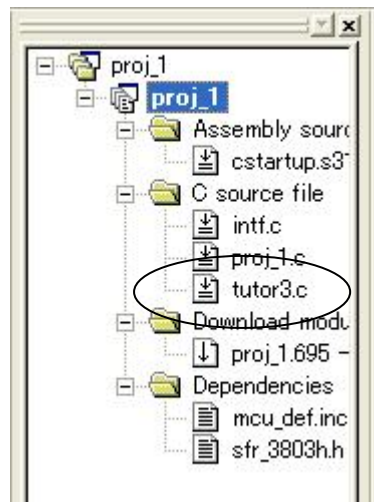 proj_1
proj_1
Assembly sourc
cstartup.s3
C source file
intf.c
proj_1.c
tutor3.c
Download modu
proj_1.695 -
Dependencies
mcu_def.inc
sfr_3803h.h